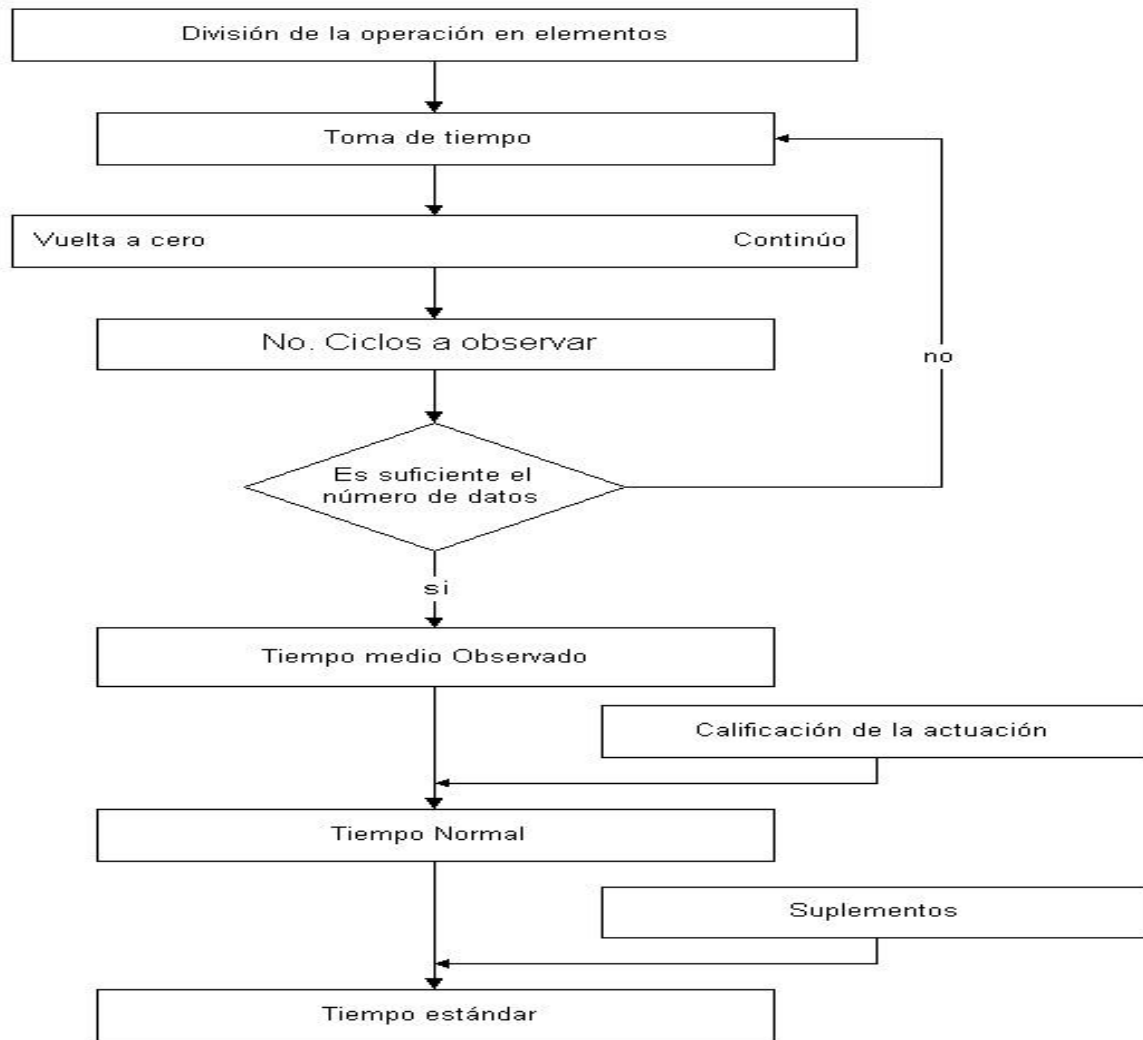 División de la operación en elementos
Toma de tiempo
Vuelta a cero
Continúo
No. Ciclos a observar
no
Es suficiente el
número de datos
si
Tiempo medio Observado
Calificación de la actuación
Tiempo Normal
Suplementos
Tiempo estándar